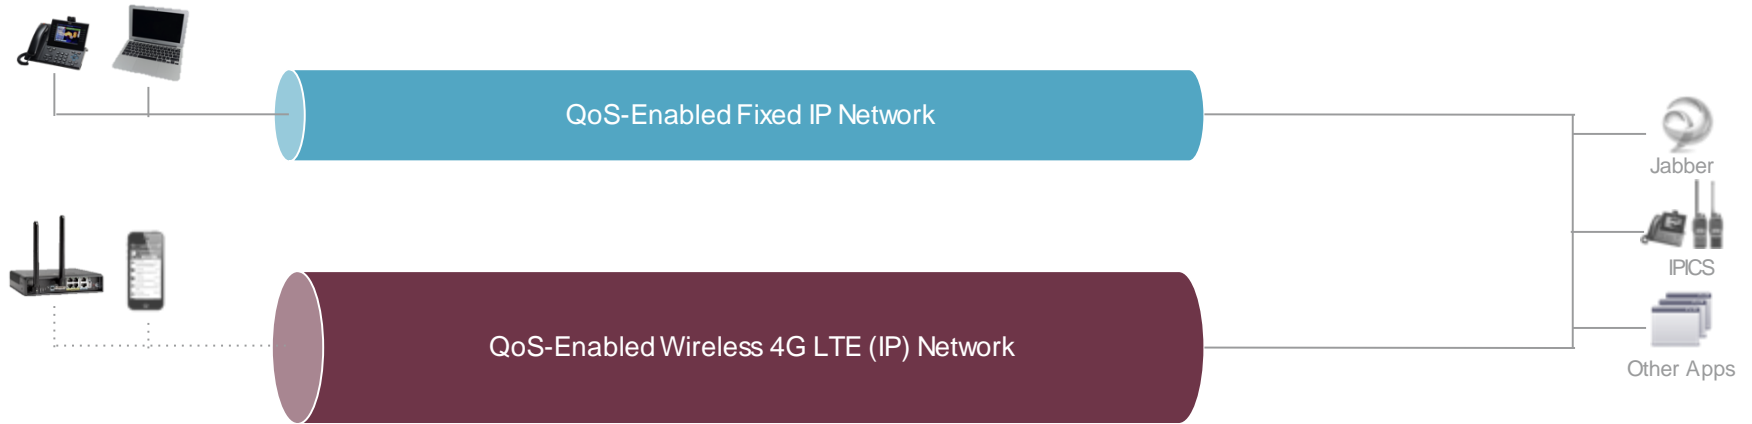 QoS-Enabled Fixed IP Network
Jabber
IPICS
QoS-Enabled Wireless 4G LTE (IP) Network
Other Apps